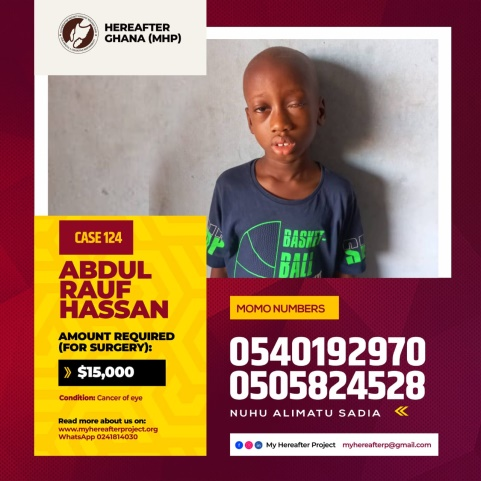 HEREAFTER
GHANA (MHP)
BASKET-
BALL
CASE 124
ABDUL
RAUF
HASSAN
AMOUNT REQUIRED
(FOR SURGERY):
$15,000
Condition: Cancer of eye
Read more about us on:
www.myhereafterproject.org
WhatsApp 0241814030
MOMO NUMBERS
0540192970
0505824528
NUHU ALIMATU SADIA
My Hereafter Project myhereafterp@gmail.com